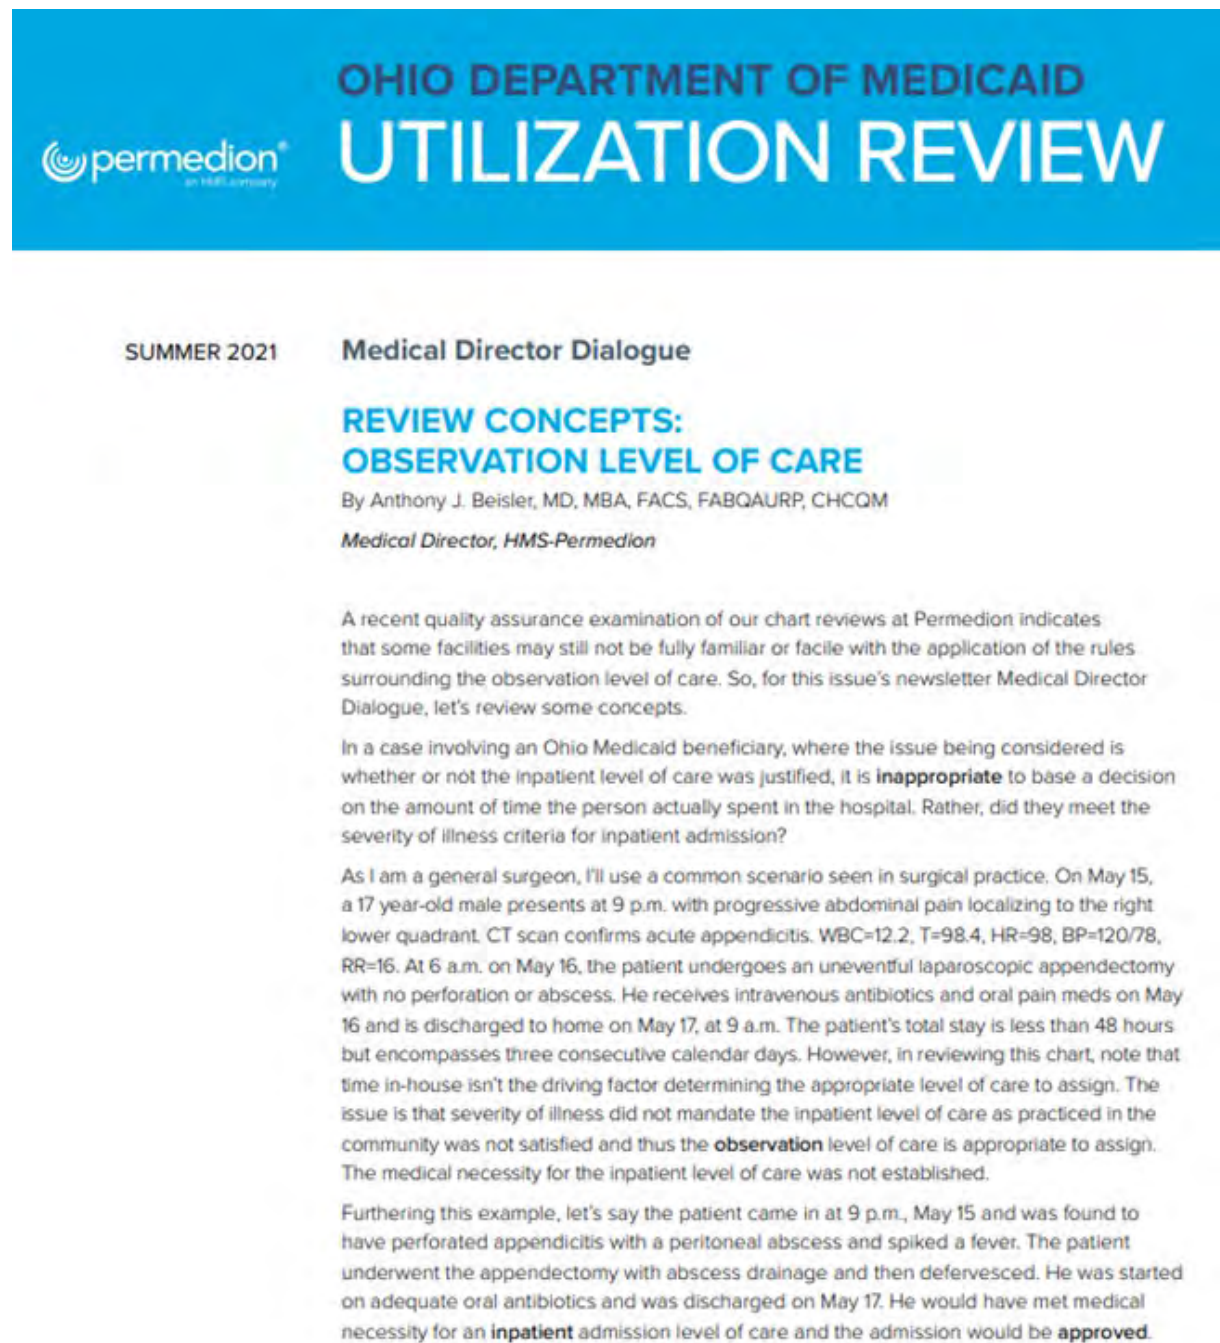 OHIO DEPARTMENT OF MEDICAID
permedion®
an HMS company
UTILIZATION REVIEW
SUMMER 2021
Medical Director Dialogue
REVIEW CONCEPTS:
OBSERVATION LEVEL OF CARE
By Anthony J. Beisler, MD, MBA, FACS, FABQAURP, CHCQM
Medical Director, HMS-Permedion
A recent quality assurance examination of our chart reviews at Permedion indicates
that some facilities may still not be fully familiar or facile with the application of the rules
surrounding the observation level of care. So, for this issue's newsletter Medical Director
Dialogue, let's review some concepts.
In a case involving an Ohio Medicaid beneficiary, where the issue being considered is
whether or not the inpatient level of care was justified, it is inappropriate to base a decision
on the amount of time the person actually spent in the hospital. Rather, did they meet the
severity of illness criteria for inpatient admission?
As I am a general surgeon, I'll use a common scenario seen in surgical practice. On May 15,
a 17 year-old male presents at 9 p.m. with progressive abdominal pain localizing to the right
lower quadrant. CT scan confirms acute appendicitis. WBC=12.2, T=98.4, HR=98, BP=120/78,
RR=16. At 6 a.m. on May 16, the patient undergoes an uneventful laparoscopic appendectomy
with no perforation or abscess. He receives intravenous antibiotics and oral pain meds on May
16 and is discharged to home on May 17, at 9 a.m. The patient's total stay is less than 48 hours
but encompasses three consecutive calendar days. However, in reviewing this chart, note that
time in-house isn't the driving factor determining the appropriate level of care to assign. The
issue is that severity of illness did not mandate the inpatient level of care as practiced in the
community was not satisfied and thus the observation level of care is appropriate to assign.
The medical necessity for the inpatient level of care was not established.
Furthering this example, let's say the patient came in at 9 p.m., May 15 and was found to
have perforated appendicitis with a peritoneal abscess and spiked a fever. The patient
underwent the appendectomy with abscess drainage and then defervesced. He was started
on adequate oral antibiotics and was discharged on May 17. He would have met medical
necessity for an inpatient admission level of care and the admission would be approved.